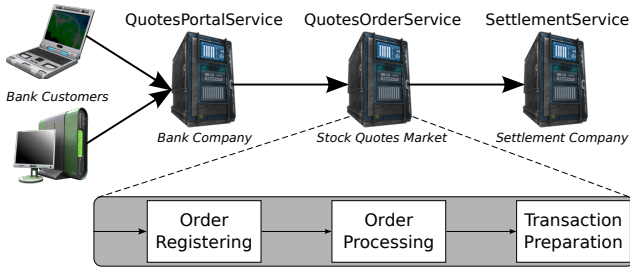 QuotesPortalService
QuotesOrderService
SettlementService
Bank Customers
Bank Company
Stock Quotes Market
Settlement Company
Order
Registering
Order
Processing
Transaction
Preparation